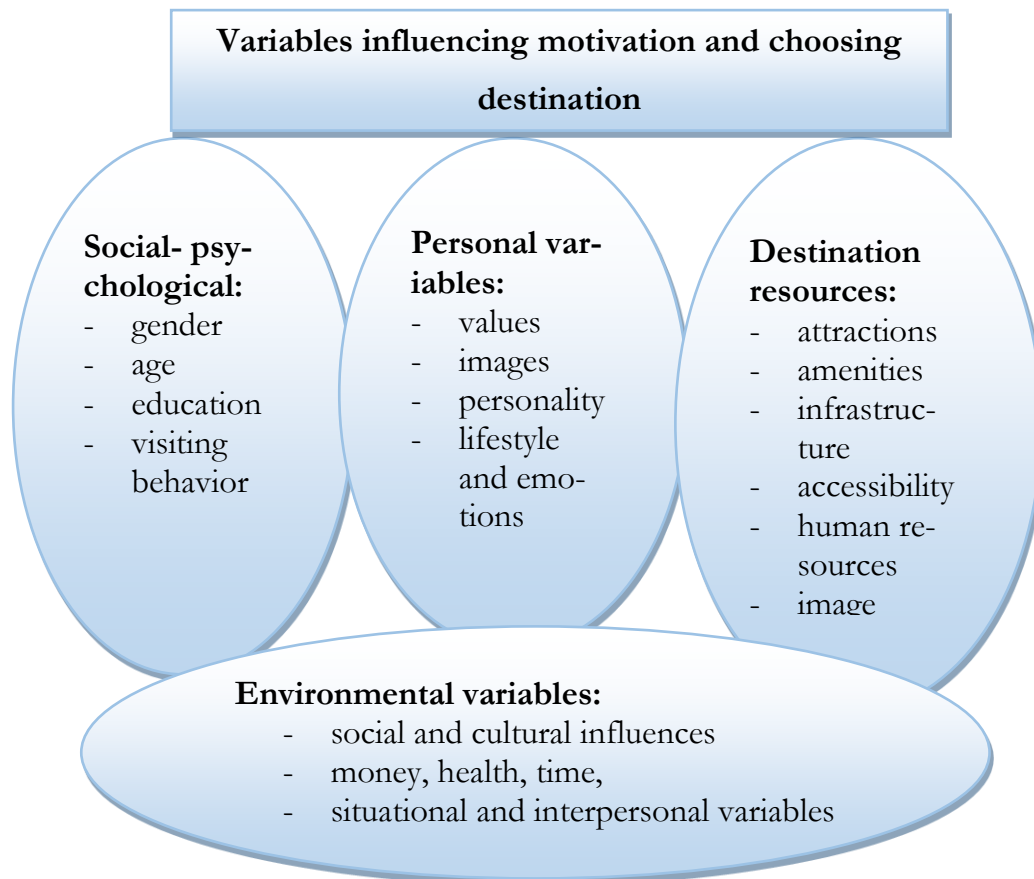 Variables influencing motivation and choosing
destination
Social- psy-
chological:
- gender
- age
- education
- visiting
behavior
Personal var-
iables:
- values
- images
- personality
- lifestyle
and emo-
tions
Destination
resources:
- attractions
- amenities
- infrastruc-
ture
- accessibility
- human re-
sources
- image
Environmental variables:
- social and cultural influences
- money, health, time,
- situational and interpersonal variables